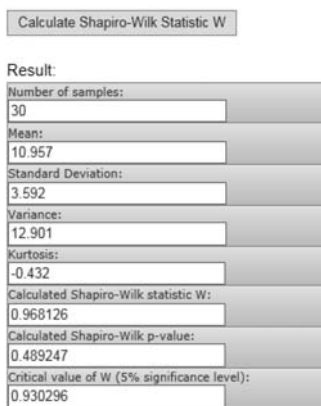 Calculate Shapiro-Wilk Statistic W
Result:
Number of samples:
30
Mean:
10.957
Standard Deviation:
3.592
Variance:
12.901
Kurtosis:
-0.432
Calculated Shapiro-Wilk statistic W:
0.968126
Calculated Shapiro-Wilk p-value:
0.489247
Critical value of W (5% significance level):
0.930296